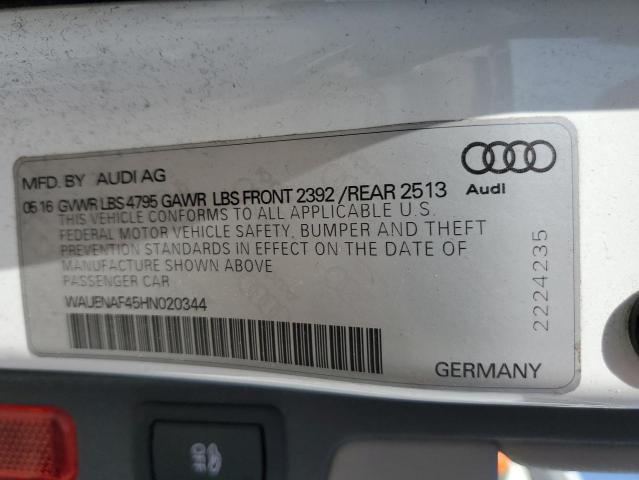 MFD. BY AUDI AG
05 16 GVWR LBS 4795 GAWR LBS FRONT 2392 /REAR 2513
THIS VEHICLE CONFORMS TO ALL APPLICABLE U.S.
FEDERAL MOTOR VEHICLE SAFETY, BUMPER AND THEFT
PREVENTION STANDARDS IN EFFECT ON THE DATE OF
MANUFACTURE SHOWN ABOVE
PASSENGER CAR
WAUENAF45HN020344
Audi
2224235
GERMANY
OFF